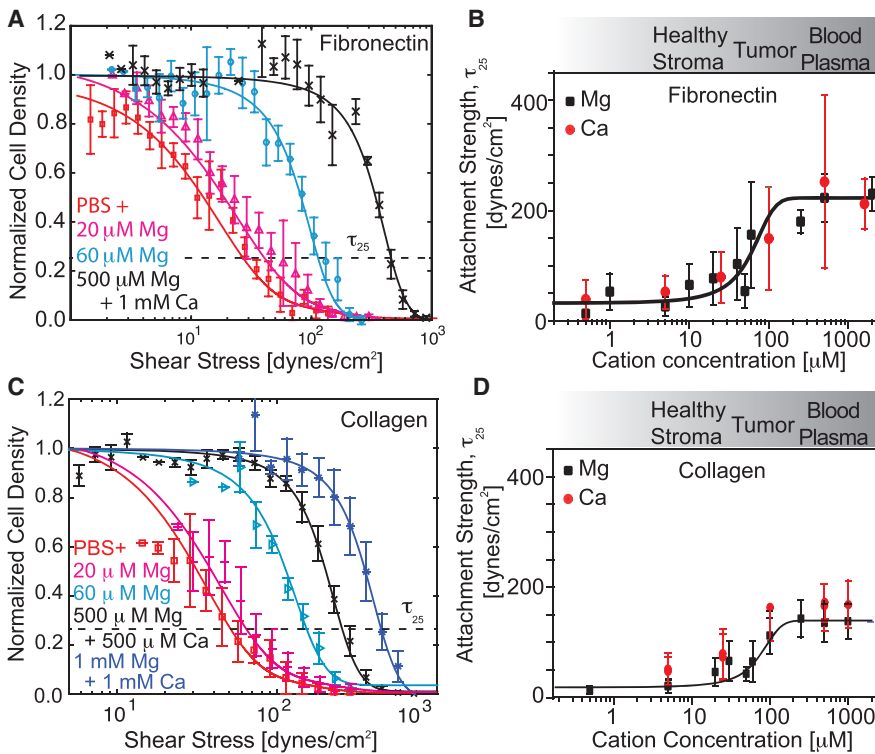 A
Fibronectin
Normalized Cell Density
1.2
1.0
0.8
0.6
0.4
0.2
0.0
PBS +
20 μM Mg
60 μM Mg
500 μM Mg
+ 1 mM Ca
τ25
10¹ 10² 10³
Shear Stress [dynes/cm²]
B
Healthy Stroma
Tumor
Blood Plasma
Attachment Strength, τ25
[dynes/cm²]
400
200
0
Mg
Ca
Fibronectin
1 10 100 1000
Cation concentration [μM]
C
Collagen
Normalized Cell Density
1.2
1.0
0.8
0.6
0.4
0.2
0.0
PBS+
20 μ M Mg
60 μ M Mg
500 μ M Mg
+ 500 μ M Ca
1 mM Mg
+ 1 mM Ca
τ25
10¹ 10² 10³
Shear Stress [dynes/cm²]
D
Healthy Stroma
Tumor
Blood Plasma
Attachment Strength, τ25
[dynes/cm²]
400
200
0
Mg
Ca
Collagen
1 10 100 1000
Cation Concentration [μM]